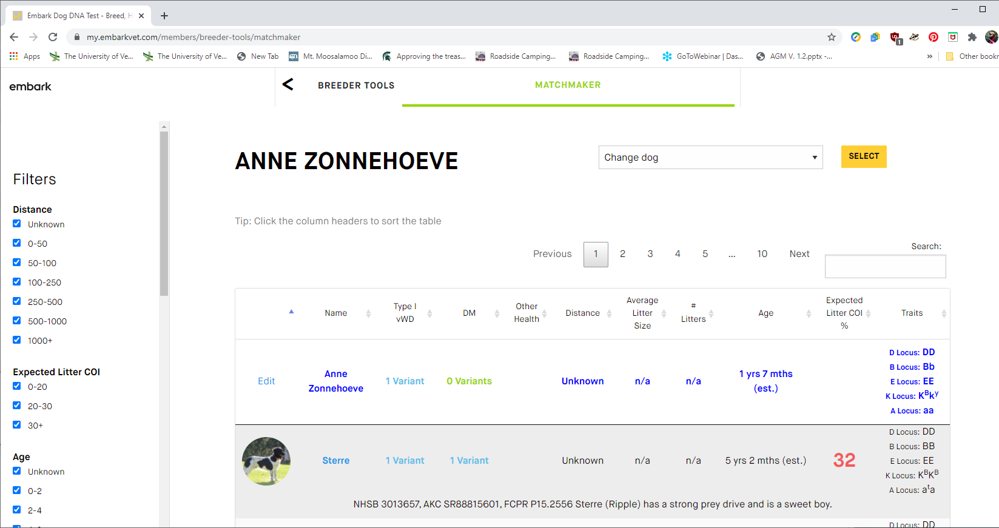 Embark Dog DNA Test - Breed, H
my.embarkvet.com/members/breeder-tools/matchmaker
1
Apps
The University of Ve...
The University of Ve...
New Tab
Mt. Moosalamoo Di...
Approving the treas...
Roadside Camping...
Roadside Camping...
GoToWebinar | Das...
AGM V. 1.2.pptx -...
»
Other bookr
embark
<
BREEDER TOOLS
MATCHMAKER
Filters
Distance
Unknown
0-50
50-100
100-250
250-500
500-1000
1000+
Expected Litter COI
0-20
20-30
30+
Age
Unknown
0-2
2-4
ANNE ZONNEHOEVE
Change dog
SELECT
Tip: Click the column headers to sort the table
Previous 1 2 3 4 5 ... 10 Next
Search:
Name
Type I
vWD
DM
Other
Health
Distance
Average
Litter
Size
#
Litters
Age
Expected
Litter COI
%
Traits
Edit
Anne
Zonnehoeve
1 Variant
0 Variants
Unknown
n/a
n/a
1 yrs 7 mths
(est.)
D Locus: DD
B Locus: Bb
E Locus: EE
K Locus: Kᴮkʸ
A Locus: aa
Sterre
1 Variant
1 Variant
Unknown
n/a
n/a
5 yrs 2 mths (est.)
32
D Locus: DD
B Locus: BB
E Locus: EE
K Locus: KᴮKᴮ
A Locus: aᵗa
NHSB 3013657, AKC SR88815601, FCPR P15.2556 Sterre (Ripple) has a strong prey drive and is a sweet boy.
D Locus: DD